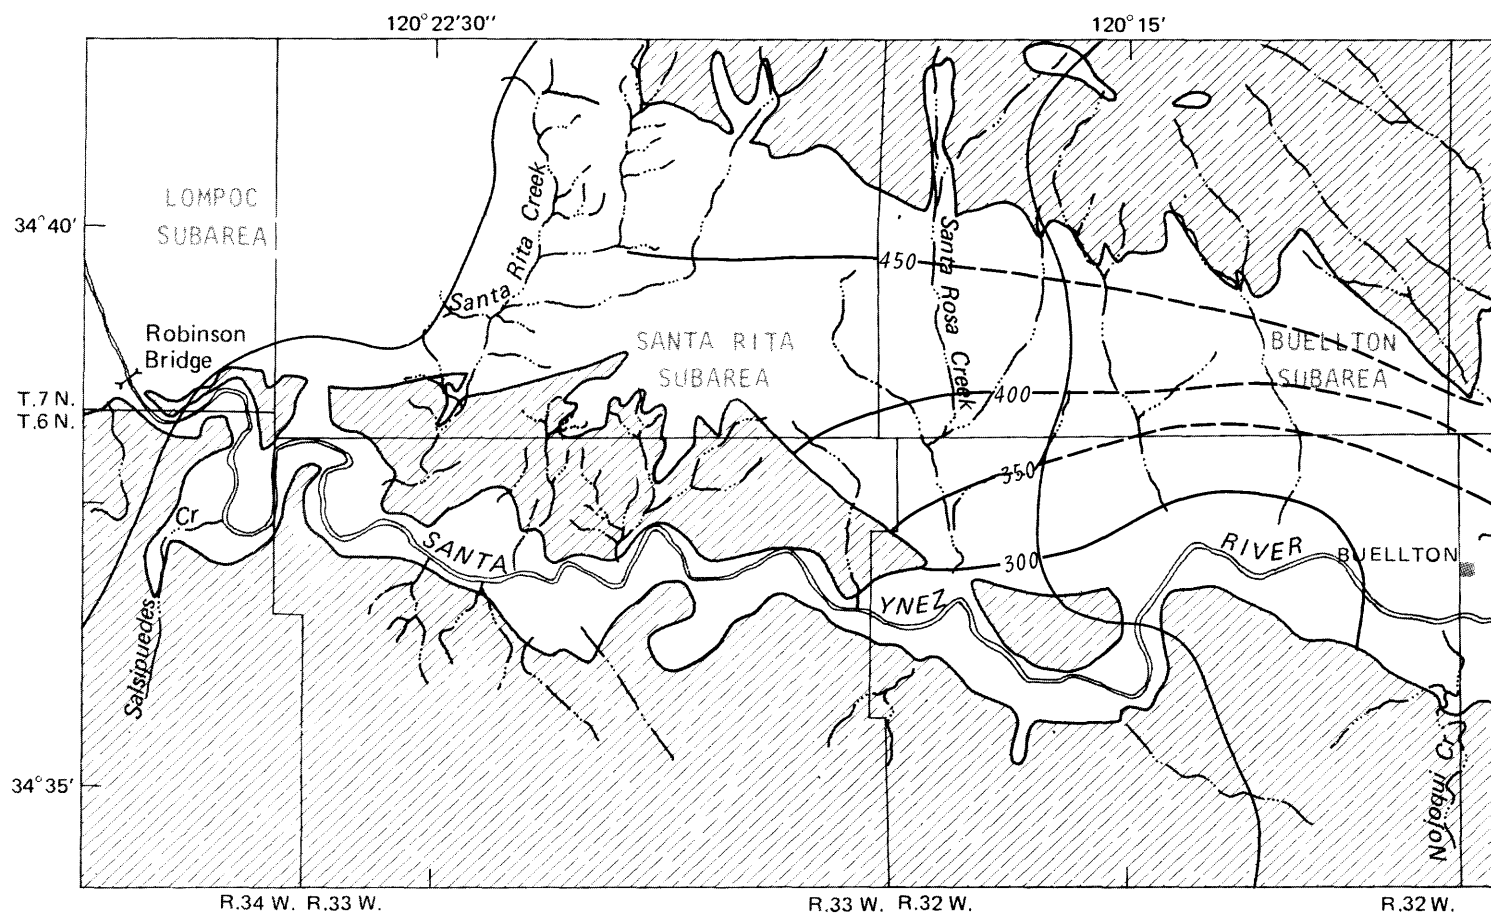 120°22'30''
120°15'
LOMPOC
SUBAREA
34°40'
Santa Rita Creek
Santa Rosa Creek
450
Robinson
Bridge
SANTA RITA
SUBAREA
BUELLTON
SUBAREA
T.7 N.
T.6 N.
400
350
300
Salsipuedes Cr
SANTA YNEZ RIVER
BUELLTON
34°35'
Nojoqui Cr
R.34 W. R.33 W.
R.33 W. R.32 W.
R.32 W.